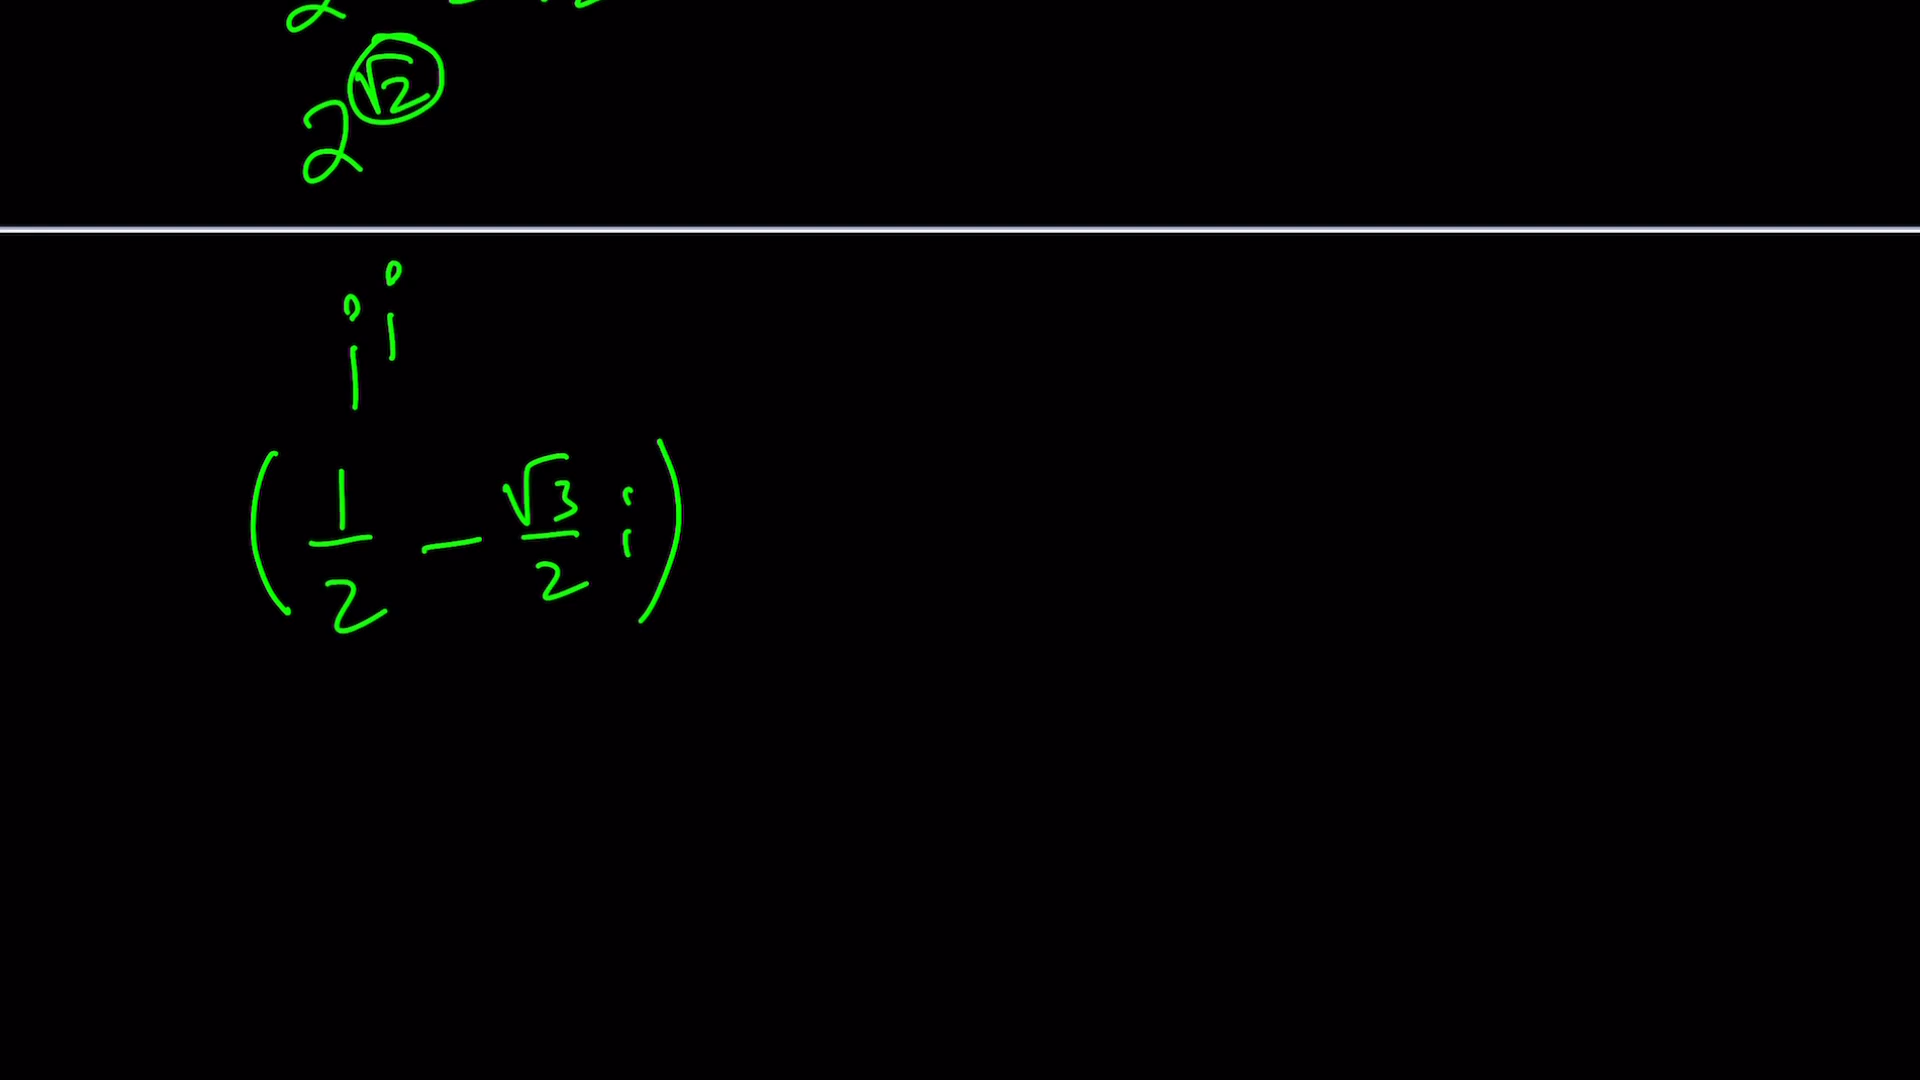 2^√2
i^i
(1/2 - √3/2 i)